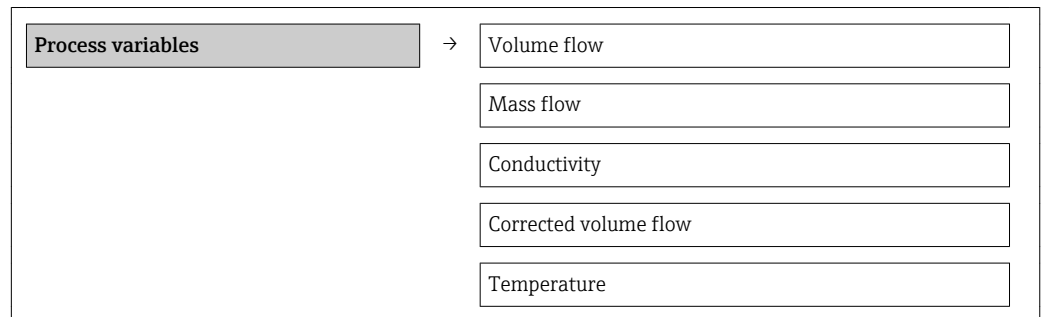 Process variables → Volume flow
Mass flow
Conductivity
Corrected volume flow
Temperature